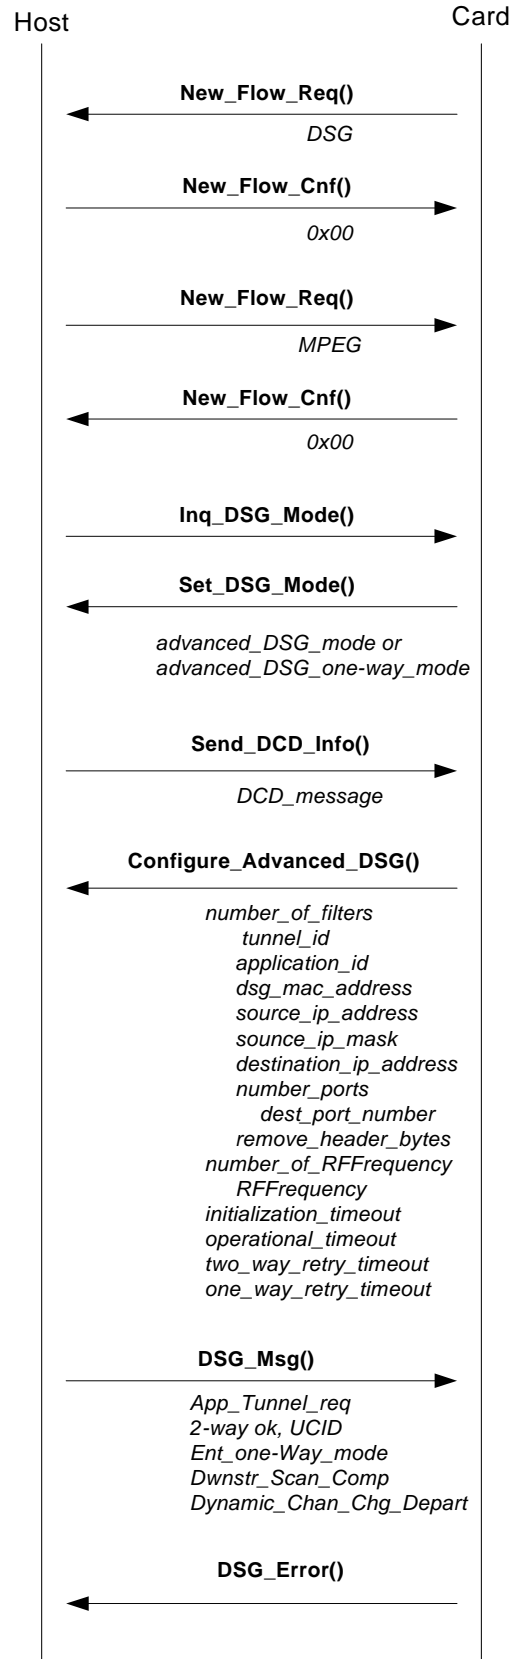 Host
Card
New_Flow_Req()
DSG
New_Flow_Cnf()
0x00
New_Flow_Req()
MPEG
New_Flow_Cnf()
0x00
Inq_DSG_Mode()
Set_DSG_Mode()
advanced_DSG_mode or
advanced_DSG_one-way_mode
Send_DCD_Info()
DCD_message
Configure_Advanced_DSG()
number_of_filters
tunnel_id
application_id
dsg_mac_address
source_ip_address
sounce_ip_mask
destination_ip_address
number_ports
dest_port_number
remove_header_bytes
number_of_RFFrequency
RFFrequency
initialization_timeout
operational_timeout
two_way_retry_timeout
one_way_retry_timeout
DSG_Msg()
App_Tunnel_req
2-way ok, UCID
Ent_one-Way_mode
Dwnstr_Scan_Comp
Dynamic_Chan_Chg_Depart
DSG_Error()